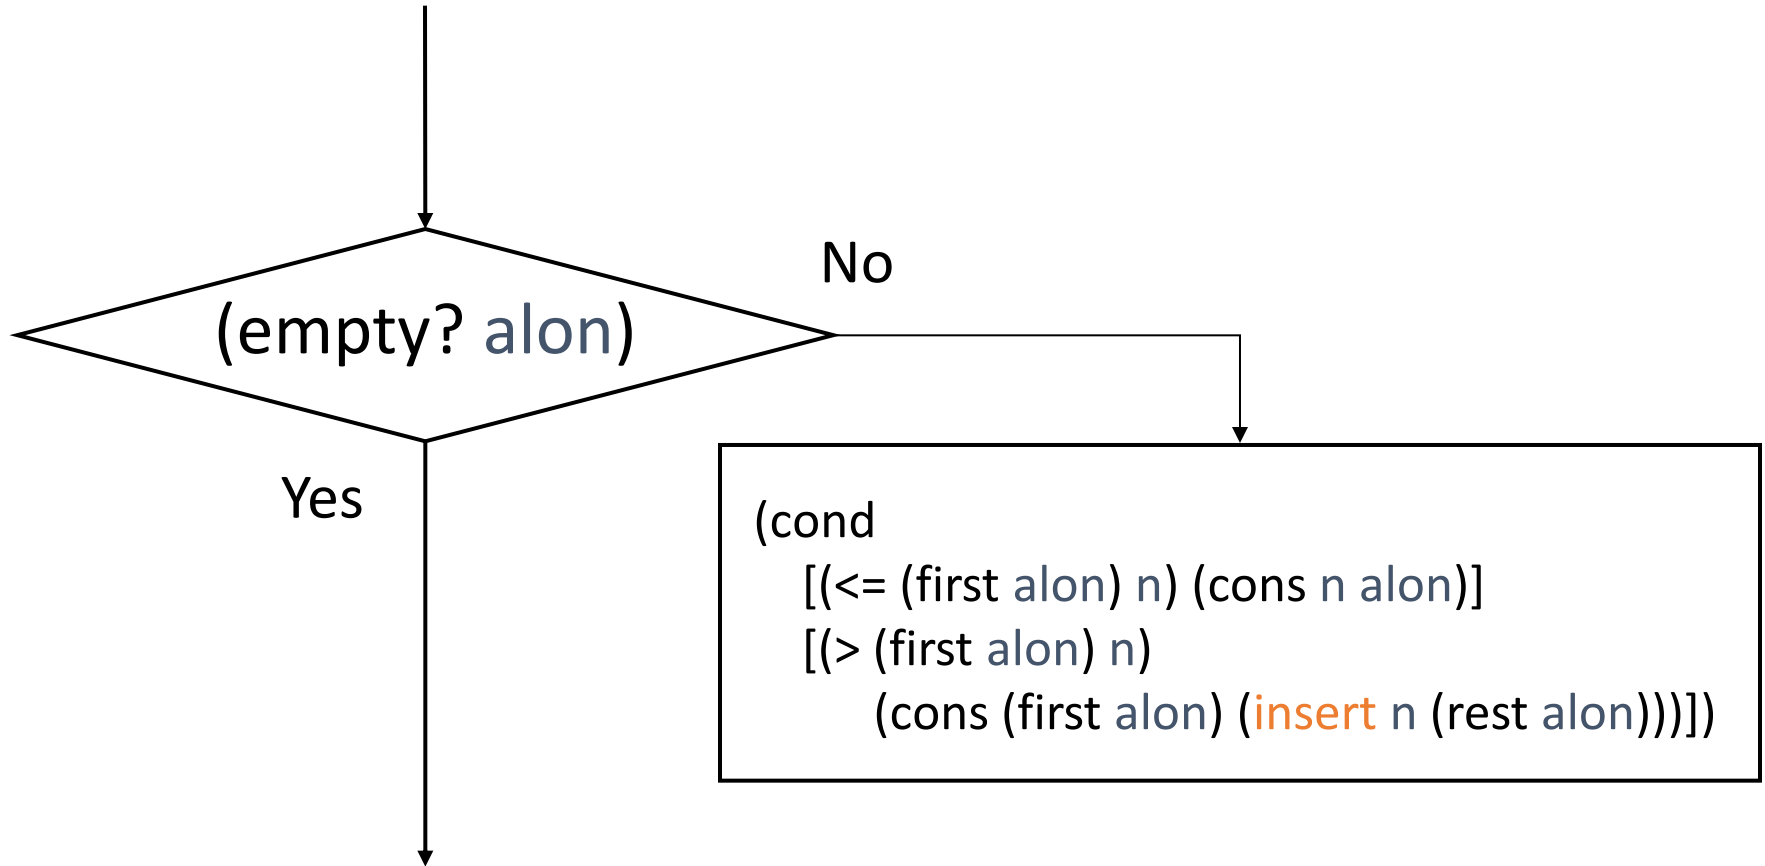 No
(empty? alon)
Yes
(cond
[(<= (first alon) n) (cons n alon)]
[(> (first alon) n)
(cons (first alon) (insert n (rest alon)))])